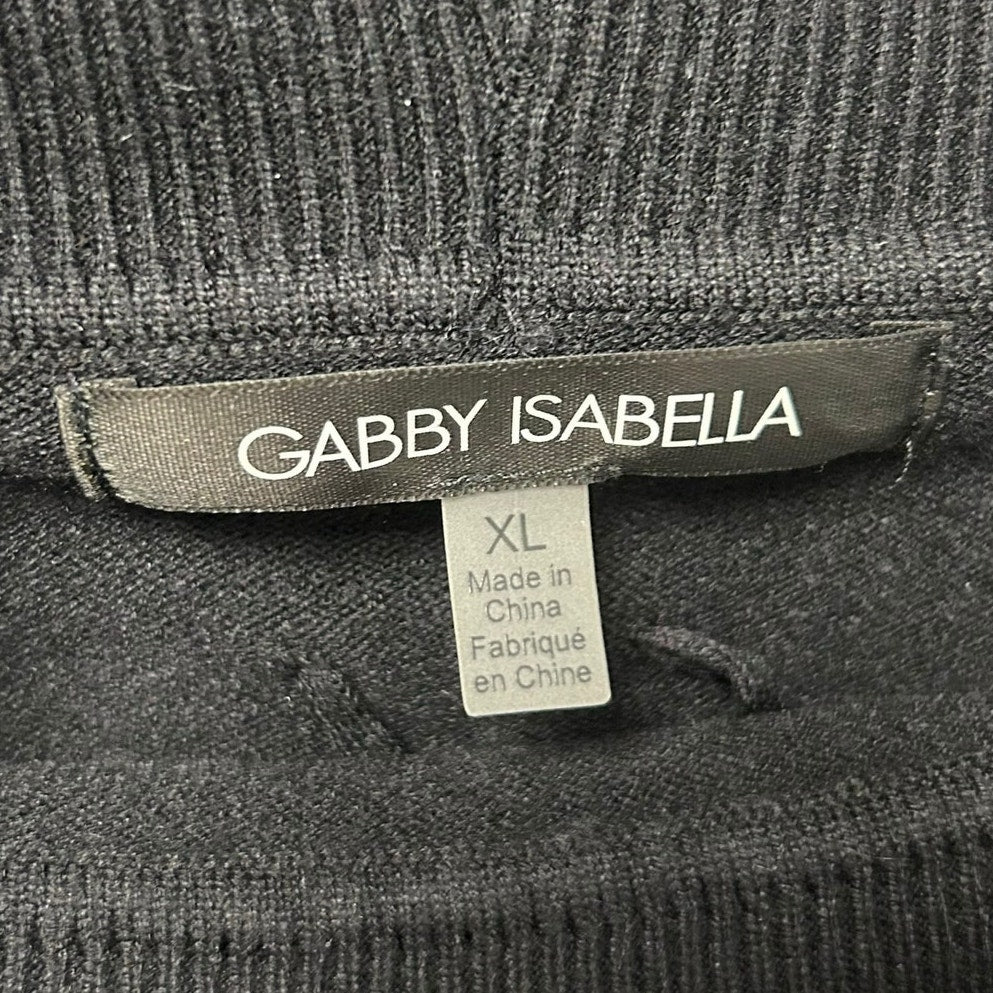 GABBY ISABELLA
XL
Made in
China
Fabriqué
en Chine